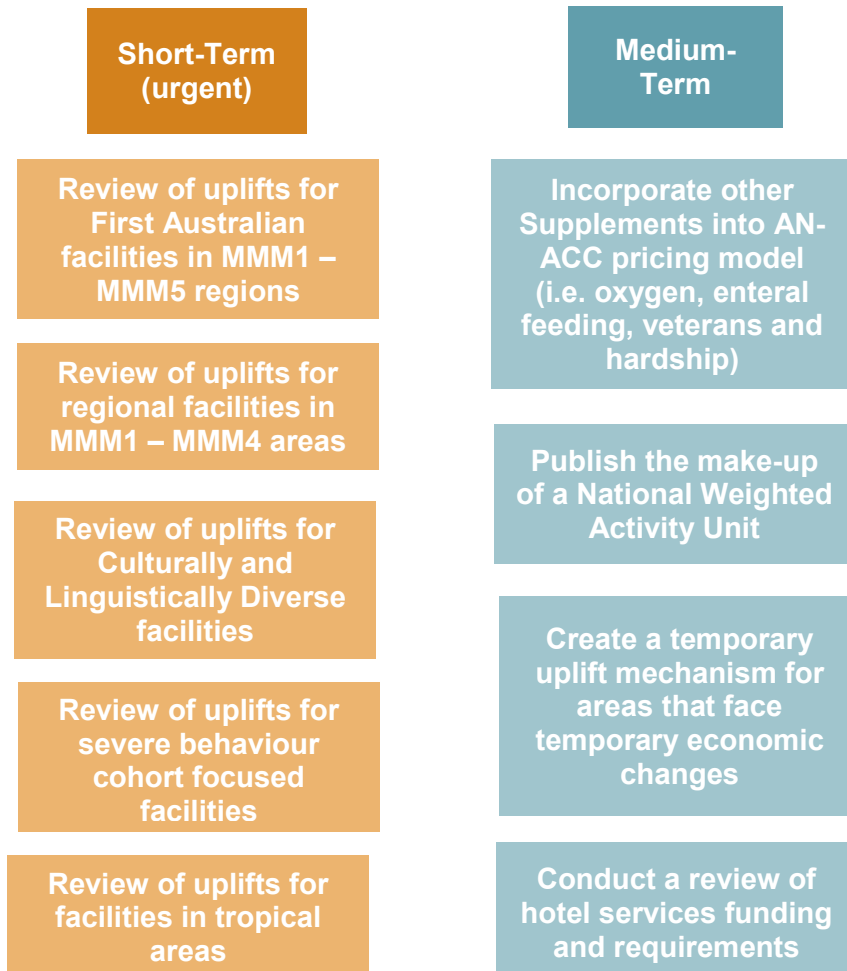 Short-Term
(urgent)
Review of uplifts for
First Australian
facilities in MMM1 –
MMM5 regions
Review of uplifts for
regional facilities in
MMM1 – MMM4 areas
Review of uplifts for
Culturally and
Linguistically Diverse
facilities
Review of uplifts for
severe behaviour
cohort focused
facilities
Review of uplifts for
facilities in tropical
areas
Medium-
Term
Incorporate other
Supplements into AN-
ACC pricing model
(i.e. oxygen, enteral
feeding, veterans and
hardship)
Publish the make-up
of a National Weighted
Activity Unit
Create a temporary
uplift mechanism for
areas that face
temporary economic
changes
Conduct a review of
hotel services funding
and requirements